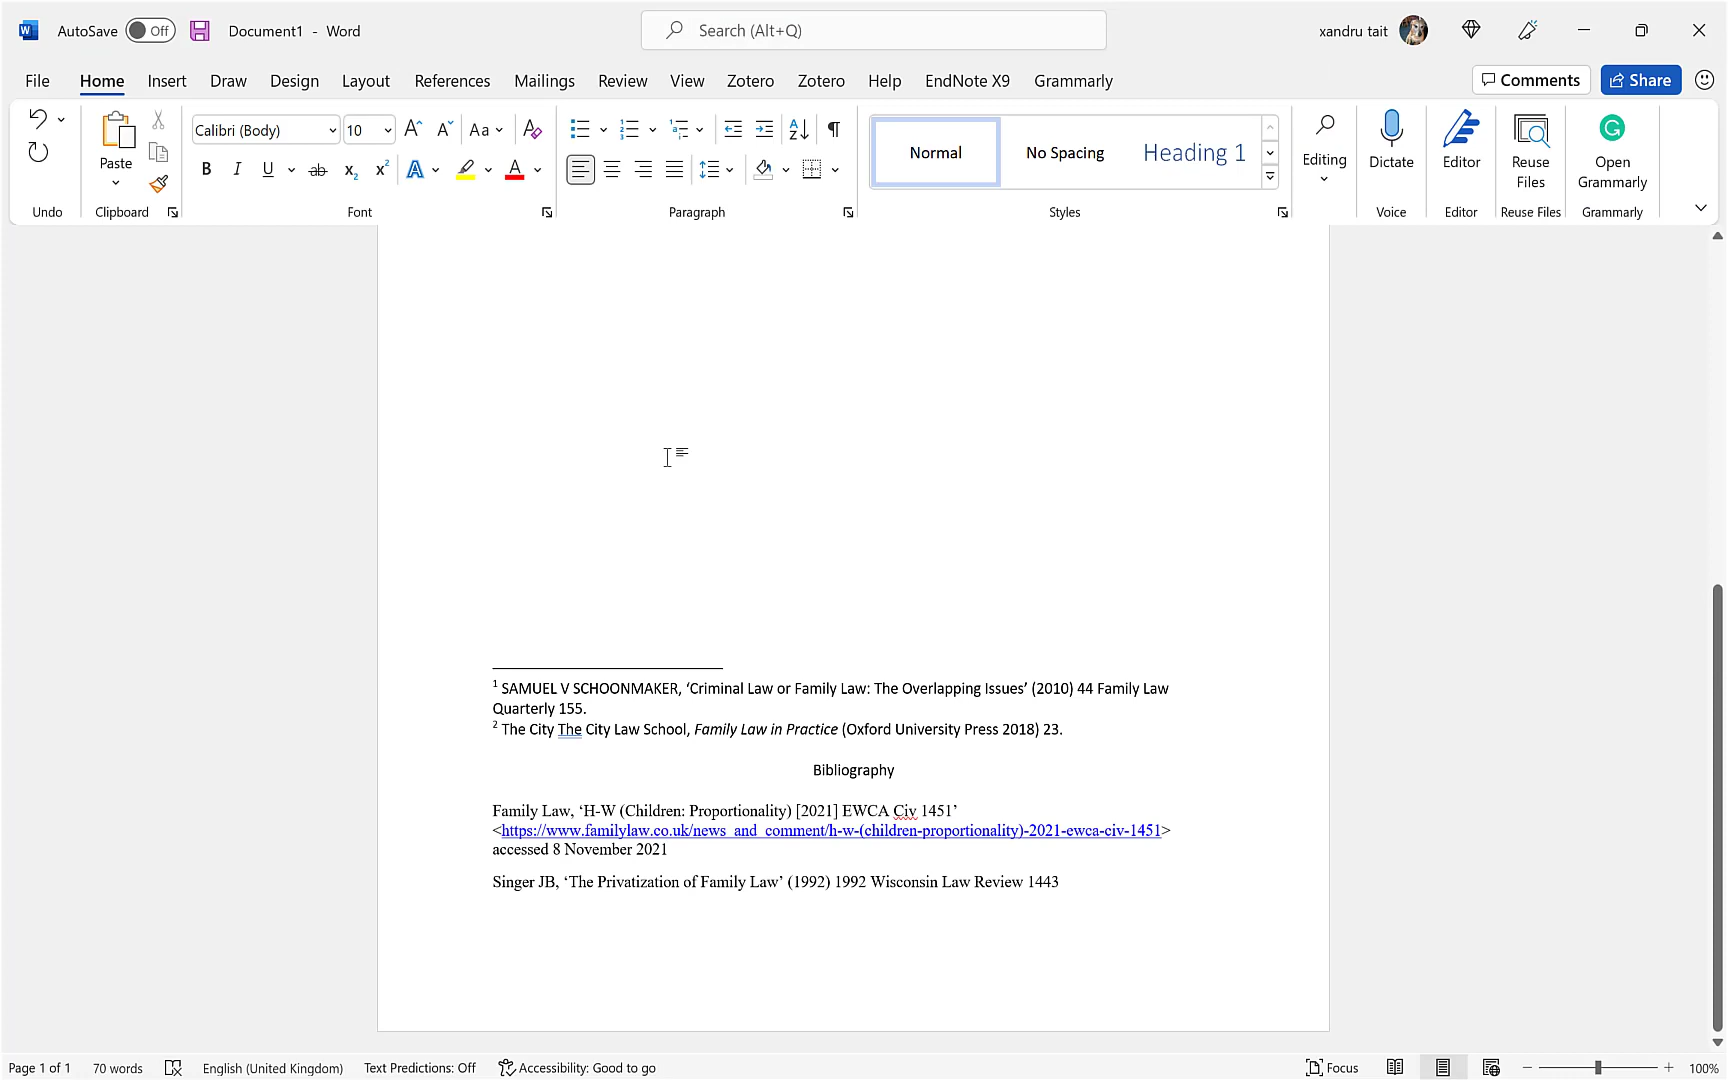 AutoSave Off Document1 - Word Search (Alt+Q) xandru tait
File Home Insert Draw Design Layout References Mailings Review View Zotero Zotero Help EndNote X9 Grammarly Comments Share
Calibri (Body) 10 Aa
Paste
B I U ab x2 x2 A A
Normal No Spacing Heading 1
Editing Dictate Editor Reuse Files Open Grammarly
Undo Clipboard Font Paragraph Styles Voice Editor Reuse Files Grammarly
1 SAMUEL V SCHOONMAKER, ‘Criminal Law or Family Law: The Overlapping Issues’ (2010) 44 Family Law
Quarterly 155.
2 The City The City Law School, Family Law in Practice (Oxford University Press 2018) 23.
Bibliography
Family Law, ‘H-W (Children: Proportionality) [2021] EWCA Civ 1451’
<https://www.familylaw.co.uk/news_and_comment/h-w-(children-proportionality)-2021-ewca-civ-1451>
accessed 8 November 2021
Singer JB, ‘The Privatization of Family Law’ (1992) 1992 Wisconsin Law Review 1443
Page 1 of 1 70 words English (United Kingdom) Text Predictions: Off Accessibility: Good to go Focus 100%